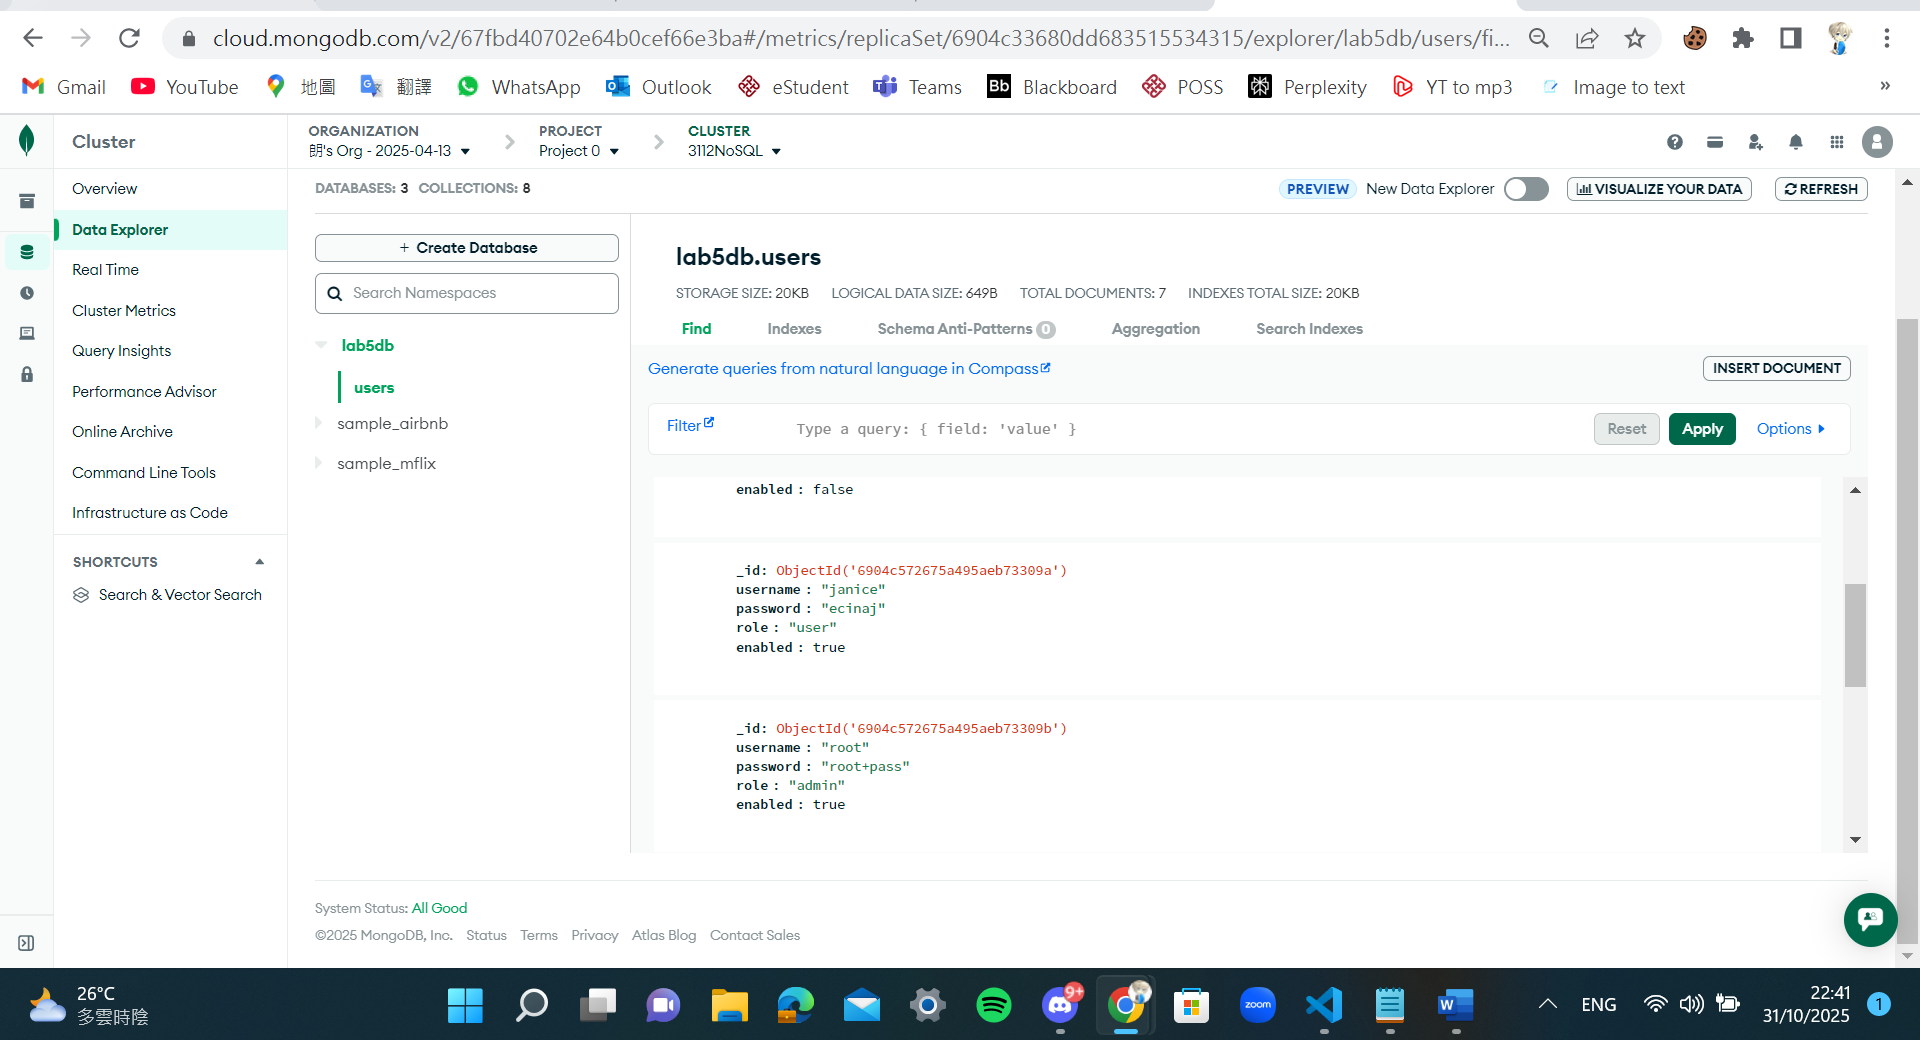 cloud.mongodb.com/v2/67fbd40702e64b0cef66e3ba#/metrics/replicaSet/6904c33680dd683515534315/explorer/lab5db/users/fi...
Gmail YouTube 地圖 翻譯 WhatsApp Outlook eStudent Teams Bb Blackboard POSS Perplexity YT to mp3 Image to text »
Cluster
ORGANIZATION
朗's Org - 2025-04-13
PROJECT
Project 0
CLUSTER
3112NoSQL
Overview
Data Explorer
Real Time
Cluster Metrics
Query Insights
Performance Advisor
Online Archive
Command Line Tools
Infrastructure as Code
SHORTCUTS
Search & Vector Search
DATABASES: 3 COLLECTIONS: 8
PREVIEW New Data Explorer
VISUALIZE YOUR DATA
REFRESH
+ Create Database
Search Namespaces
lab5db
users
sample_airbnb
sample_mflix
lab5db.users
STORAGE SIZE: 20KB LOGICAL DATA SIZE: 649B TOTAL DOCUMENTS: 7 INDEXES TOTAL SIZE: 20KB
Find Indexes Schema Anti-Patterns 0 Aggregation Search Indexes
Generate queries from natural language in Compass
INSERT DOCUMENT
Filter
Type a query: { field: 'value' }
Reset
Apply
Options
enabled : false
_id: ObjectId('6904c572675a495aeb73309a')
username : "janice"
password : "ecinaj"
role : "user"
enabled : true
_id: ObjectId('6904c572675a495aeb73309b')
username : "root"
password : "root+pass"
role : "admin"
enabled : true
System Status: All Good
©2025 MongoDB, Inc. Status Terms Privacy Atlas Blog Contact Sales
26°C
多雲時陰
9+
zoom
W
ENG
22:41
31/10/2025
1